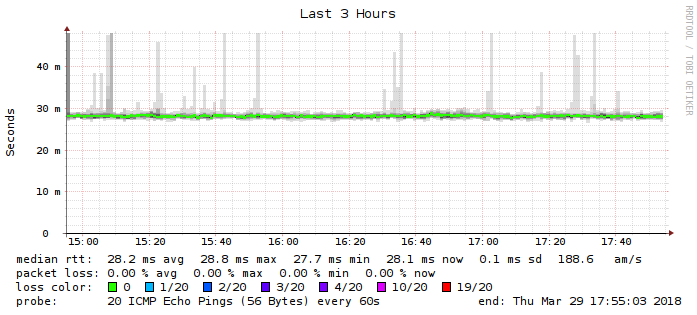 Last 3 Hours
RRDTOOL / TOBI OETIKER
Seconds
40 m
30 m
20 m
10 m
0
15:00 15:20 15:40 16:00 16:20 16:40 17:00 17:20 17:40
median rtt: 28.2 ms avg 28.8 ms max 27.7 ms min 28.1 ms now 0.1 ms sd 188.6 am/s
packet loss: 0.00 % avg 0.00 % max 0.00 % min 0.00 % now
loss color: 0 1/20 2/20 3/20 4/20 10/20 19/20
probe: 20 ICMP Echo Pings (56 Bytes) every 60s end: Thu Mar 29 17:55:03 2018